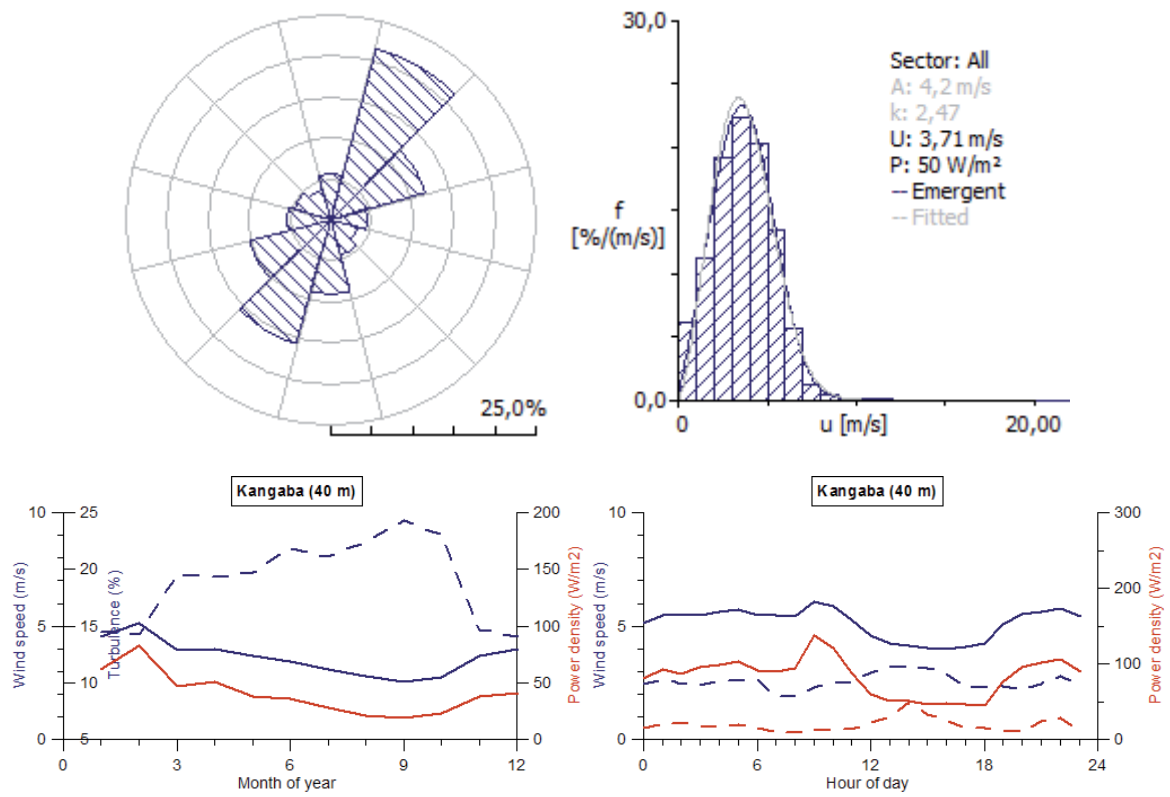 25,0%
30,0
f
[%/(m/s)]
0,0
0
u [m/s]
20,00
Sector: All
A: 4,2 m/s
k: 2,47
U: 3,71 m/s
P: 50 W/m²
-- Emergent
-- Fitted
Kangaba (40 m)
10
5
0
Wind speed (m/s)
25
20
15
10
5
Turbulence (%)
200
150
100
50
0
Power density (W/m2)
0
3
6
9
12
Month of year
Kangaba (40 m)
10
5
0
Wind speed (m/s)
300
200
100
0
Power density (W/m2)
0
6
12
18
24
Hour of day